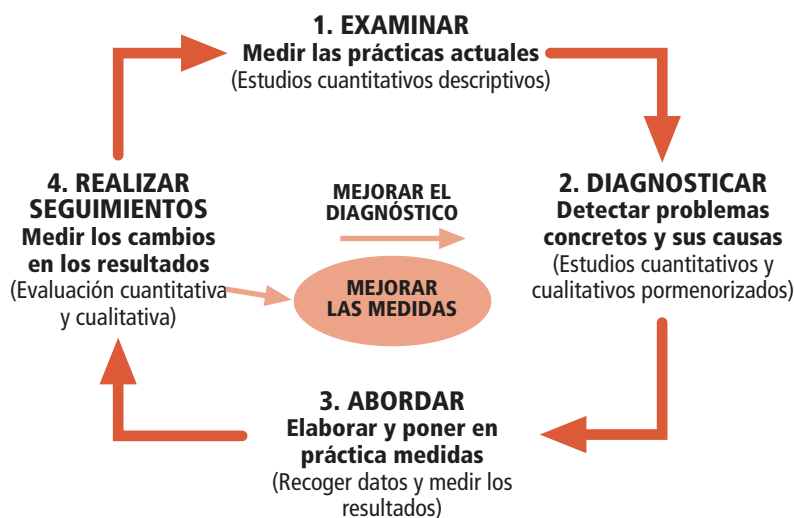 1. EXAMINAR
Medir las prácticas actuales
(Estudios cuantitativos descriptivos)
2. DIAGNOSTICAR
Detectar problemas
concretos y sus causas
(Estudios cuantitativos y
cualitativos pormenorizados)
3. ABORDAR
Elaborar y poner en
práctica medidas
(Recoger datos y medir los
resultados)
4. REALIZAR
SEGUIMIENTOS
Medir los cambios
en los resultados
(Evaluación cuantitativa
y cualitativa)
MEJORAR EL
DIAGNÓSTICO
MEJORAR
LAS MEDIDAS